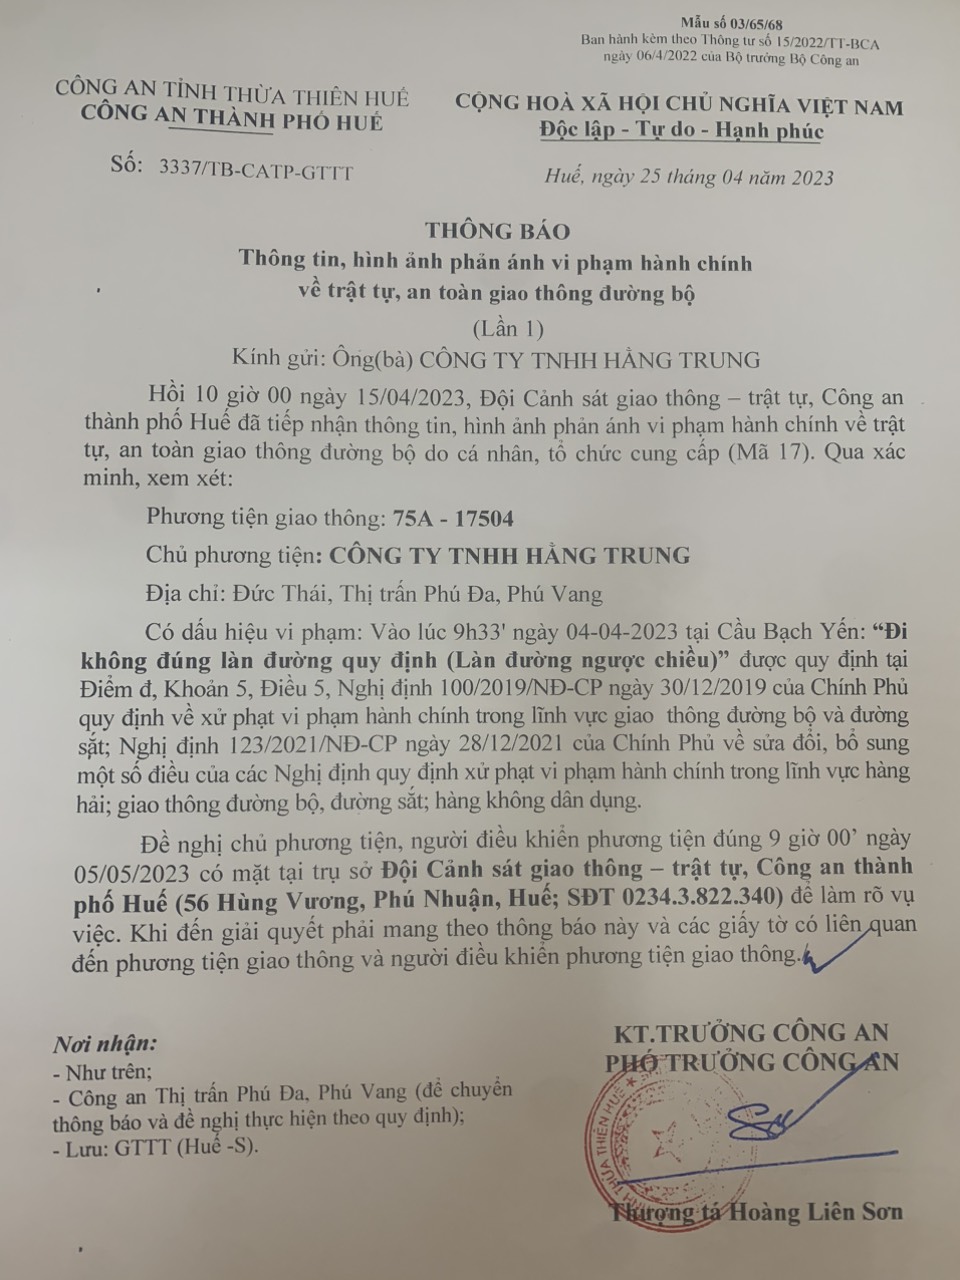 Mẫu số 03/65/68
Ban hành kèm theo Thông tư số 15/2022/TT-BCA
ngày 06/4/2022 của Bộ trưởng Bộ Công an
CÔNG AN TỈNH THỪA THIÊN HUẾ
CÔNG AN THÀNH PHỐ HUẾ
Số: 3337/TB-CATP-GTTT
CỘNG HOÀ XÃ HỘI CHỦ NGHĨA VIỆT NAM
Độc lập - Tự do - Hạnh phúc
Huế, ngày 25 tháng 04 năm 2023
THÔNG BÁO
Thông tin, hình ảnh phản ánh vi phạm hành chính
về trật tự, an toàn giao thông đường bộ
(Lần 1)
Kính gửi: Ông(bà) CÔNG TY TNHH HẰNG TRUNG
Hồi 10 giờ 00 ngày 15/04/2023, Đội Cảnh sát giao thông – trật tự, Công an
thành phố Huế đã tiếp nhận thông tin, hình ảnh phản ánh vi phạm hành chính về trật
tự, an toàn giao thông đường bộ do cá nhân, tổ chức cung cấp (Mã 17). Qua xác
minh, xem xét:
Phương tiện giao thông: 75A - 17504
Chủ phương tiện: CÔNG TY TNHH HẰNG TRUNG
Địa chỉ: Đức Thái, Thị trấn Phú Đa, Phú Vang
Có dấu hiệu vi phạm: Vào lúc 9h33' ngày 04-04-2023 tại Cầu Bạch Yến: “Đi
không đúng làn đường quy định (Làn đường ngược chiều)” được quy định tại
Điểm đ, Khoản 5, Điều 5, Nghị định 100/2019/NĐ-CP ngày 30/12/2019 của Chính Phủ
quy định về xử phạt vi phạm hành chính trong lĩnh vực giao thông đường bộ và đường
sắt; Nghị định 123/2021/NĐ-CP ngày 28/12/2021 của Chính Phủ về sửa đổi, bổ sung
một số điều của các Nghị định quy định xử phạt vi phạm hành chính trong lĩnh vực hàng
hải; giao thông đường bộ, đường sắt; hàng không dân dụng.
Đề nghị chủ phương tiện, người điều khiển phương tiện đúng 9 giờ 00’ ngày
05/05/2023 có mặt tại trụ sở Đội Cảnh sát giao thông – trật tự, Công an thành
phố Huế (56 Hùng Vương, Phú Nhuận, Huế; SĐT 0234.3.822.340) để làm rõ vụ
việc. Khi đến giải quyết phải mang theo thông báo này và các giấy tờ có liên quan
đến phương tiện giao thông và người điều khiển phương tiện giao thông.
Nơi nhận:
- Như trên;
- Công an Thị trấn Phú Đa, Phú Vang (để chuyển
thông báo và đề nghị thực hiện theo quy định);
- Lưu: GTTT (Huế -S).
KT.TRƯỞNG CÔNG AN
PHÓ TRƯỞNG CÔNG AN
TỈNH THỪA THIÊN HUẾ
Thượng tá Hoàng Liên Sơn